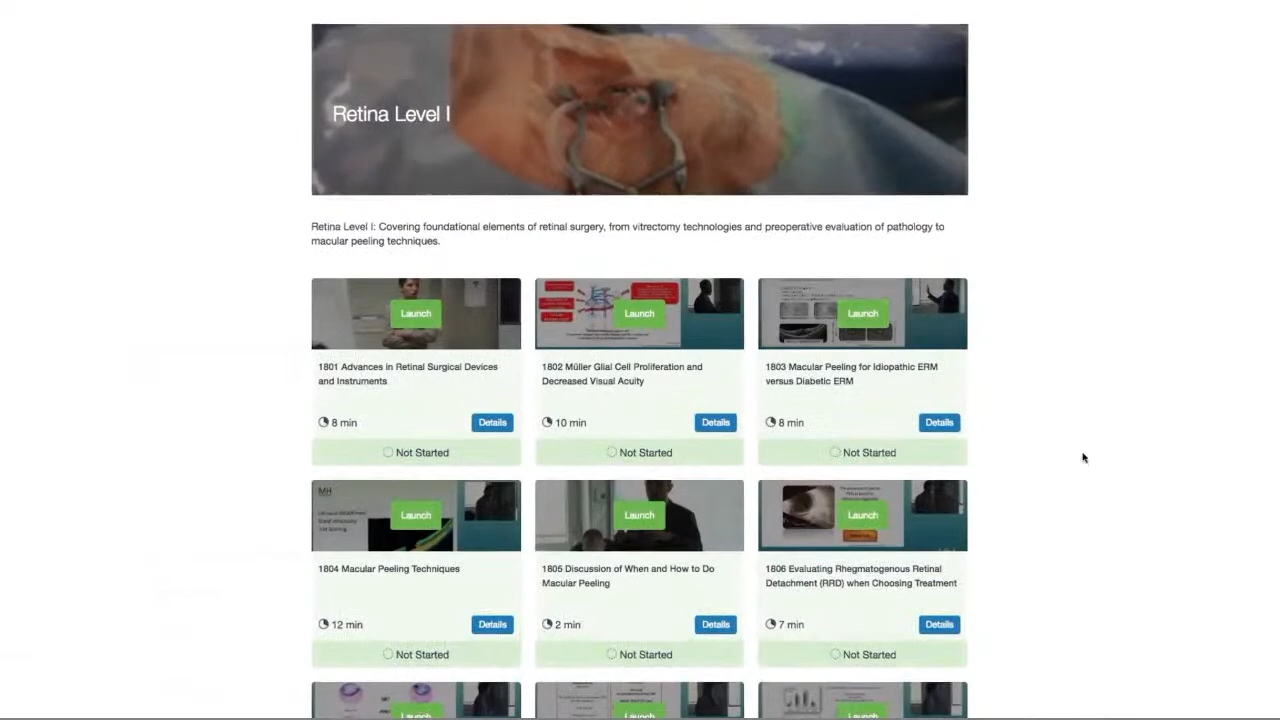 Retina Level I
Retina Level I: Covering foundational elements of retinal surgery, from vitrectomy technologies and preoperative evaluation of pathology to
macular peeling techniques.
Launch
Launch
Launch
1801 Advances in Retinal Surgical Devices
and Instruments
1802 Müller Glial Cell Proliferation and
Decreased Visual Acuity
1803 Macular Peeling for Idiopathic ERM
versus Diabetic ERM
8 min
Details
10 min
Details
8 min
Details
Not Started
Not Started
Not Started
MH
Launch
Launch
Launch
1804 Macular Peeling Techniques
1805 Discussion of When and How to Do
Macular Peeling
1806 Evaluating Rhegmatogenous Retinal
Detachment (RRD) when Choosing Treatment
12 min
Details
2 min
Details
7 min
Details
Not Started
Not Started
Not Started
Launch
Launch
Launch